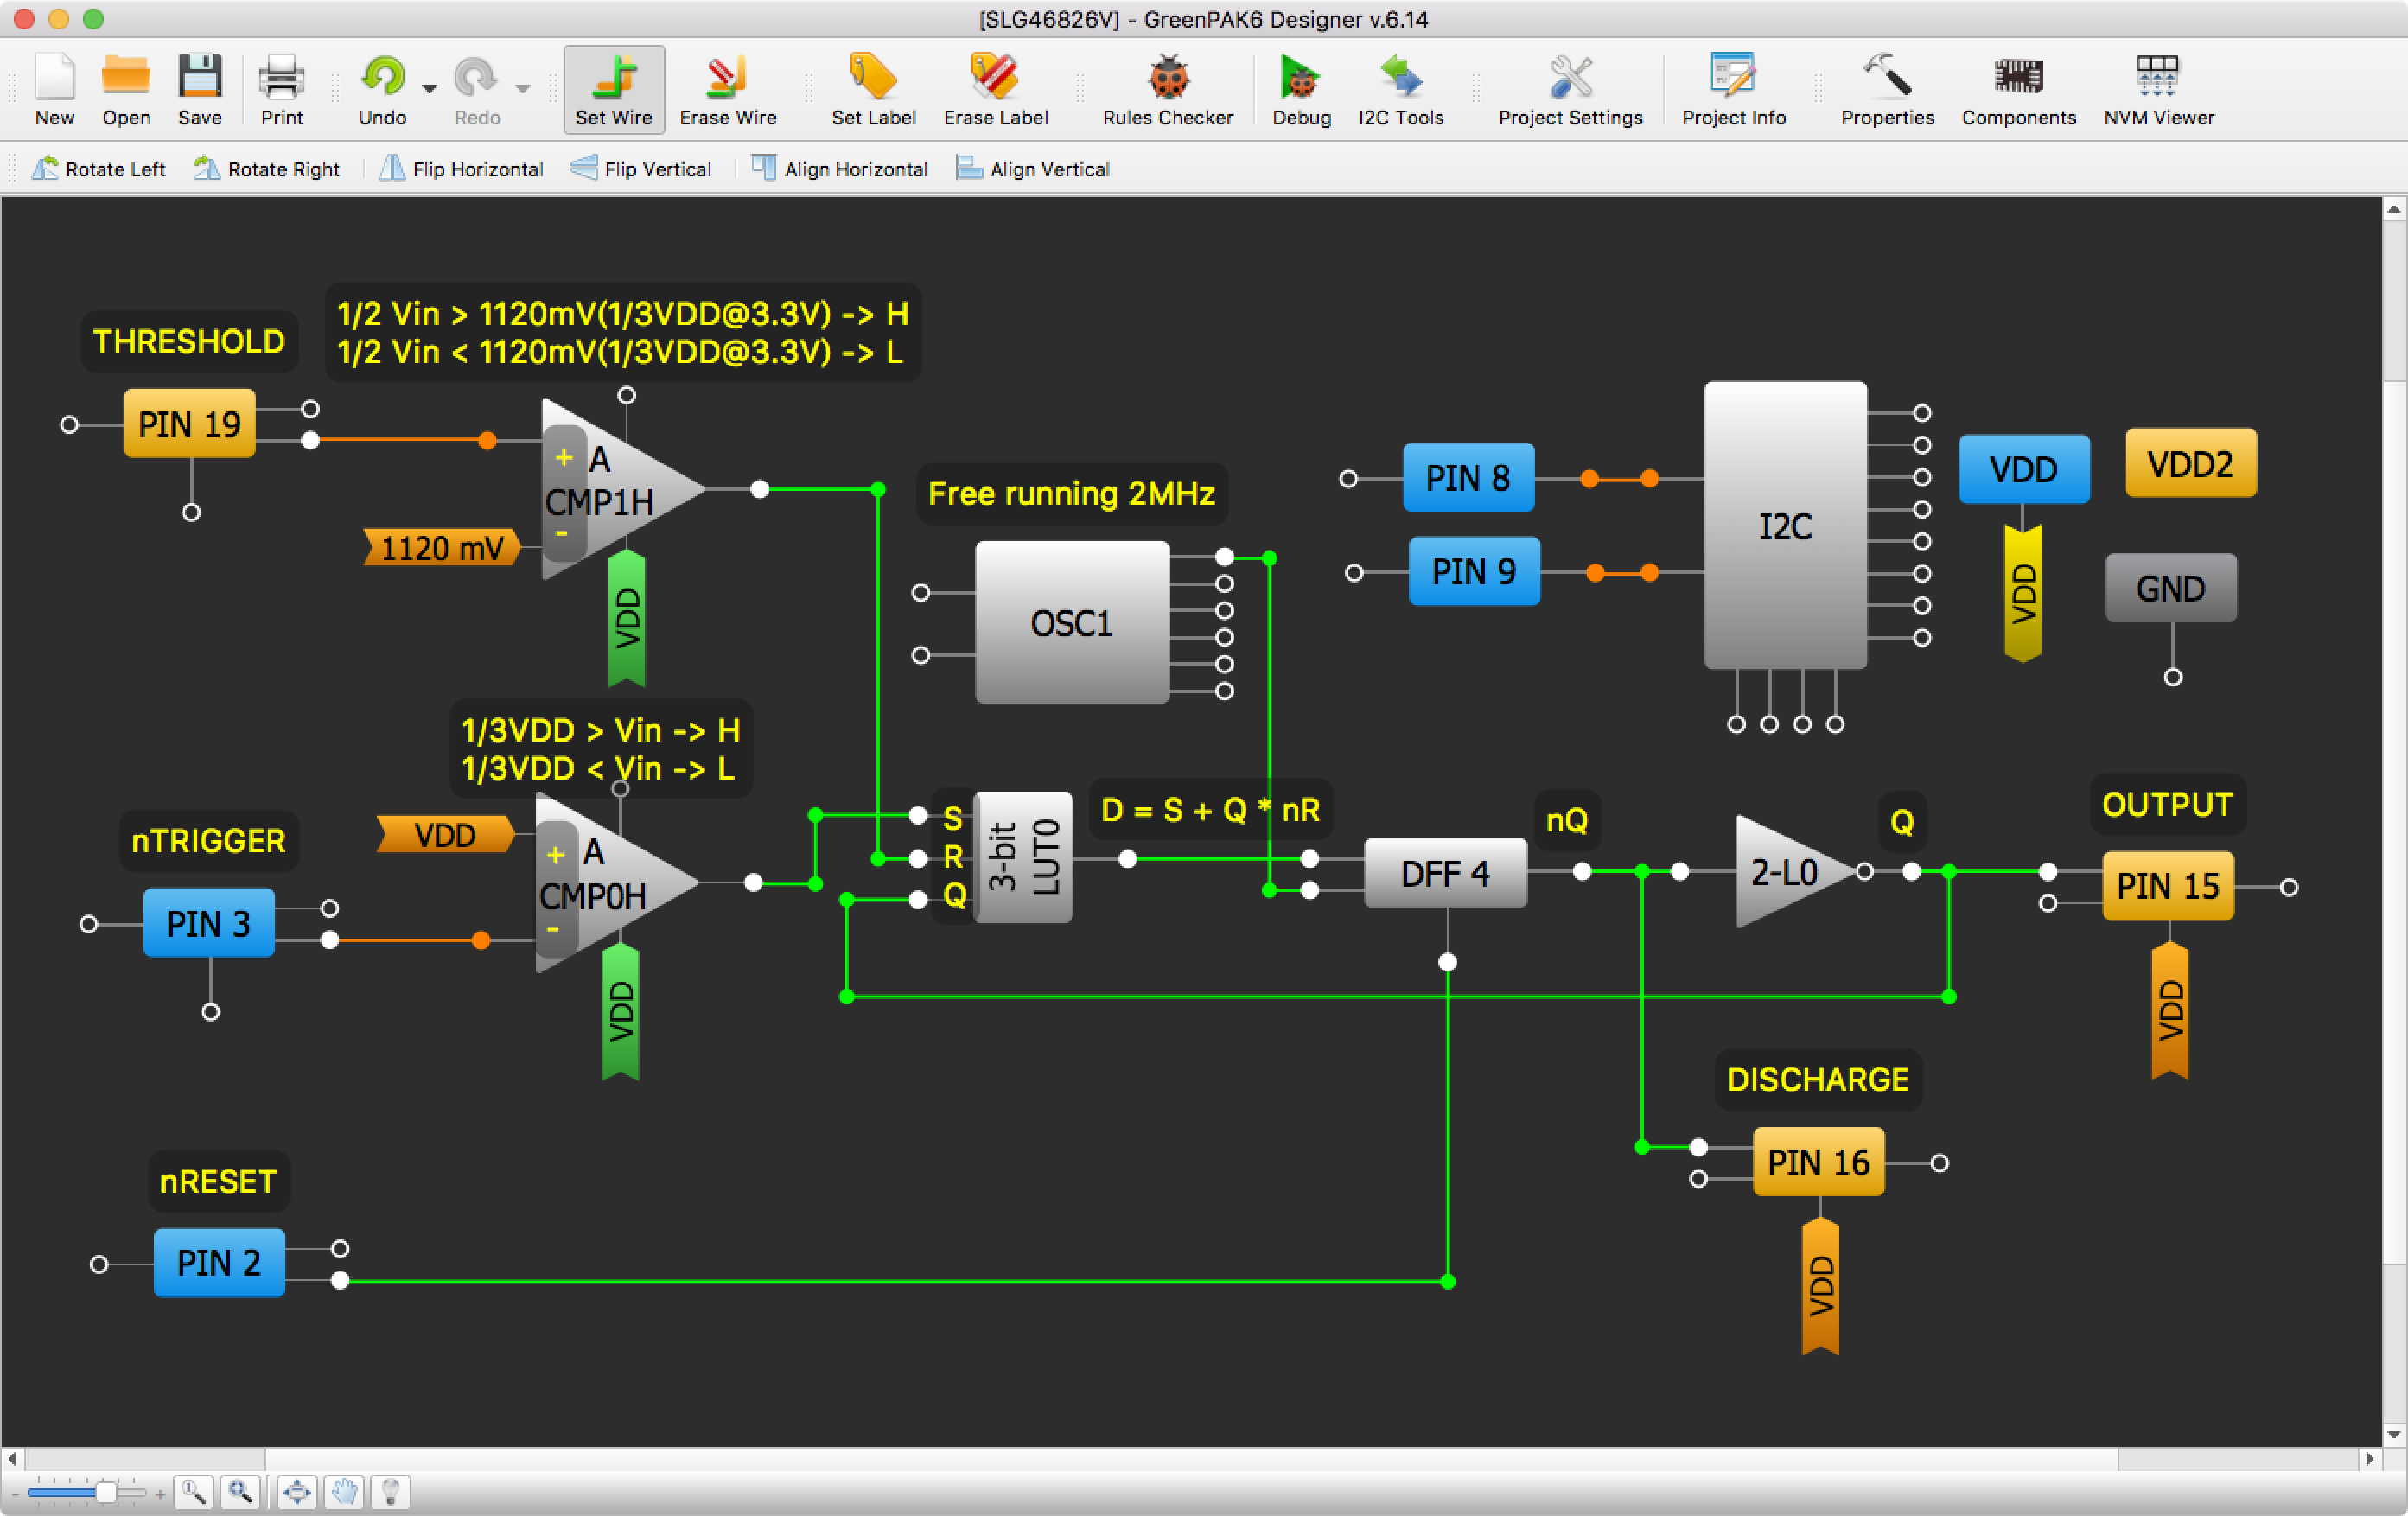 [SLG46826V] - GreenPAK6 Designer v.6.14
New Open Save Print Undo Redo Set Wire Erase Wire Set Label Erase Label Rules Checker Debug I2C Tools Project Settings Project Info Properties Components NVM Viewer
Rotate Left Rotate Right Flip Horizontal Flip Vertical Align Horizontal Align Vertical
1/2 Vin > 1120mV(1/3VDD@3.3V) -> H
1/2 Vin < 1120mV(1/3VDD@3.3V) -> L
THRESHOLD
PIN 19
+
A
CMP1H
-
1120 mV
VDD
Free running 2MHz
OSC1
PIN 8
PIN 9
I2C
VDD
VDD
VDD2
GND
1/3VDD > Vin -> H
1/3VDD < Vin -> L
nTRIGGER
PIN 3
VDD
+
A
CMP0H
-
VDD
S
R
Q
3-bit
LUT0
D = S + Q * nR
DFF 4
nQ
2-L0
Q
OUTPUT
PIN 15
VDD
DISCHARGE
PIN 16
VDD
nRESET
PIN 2
- +
1